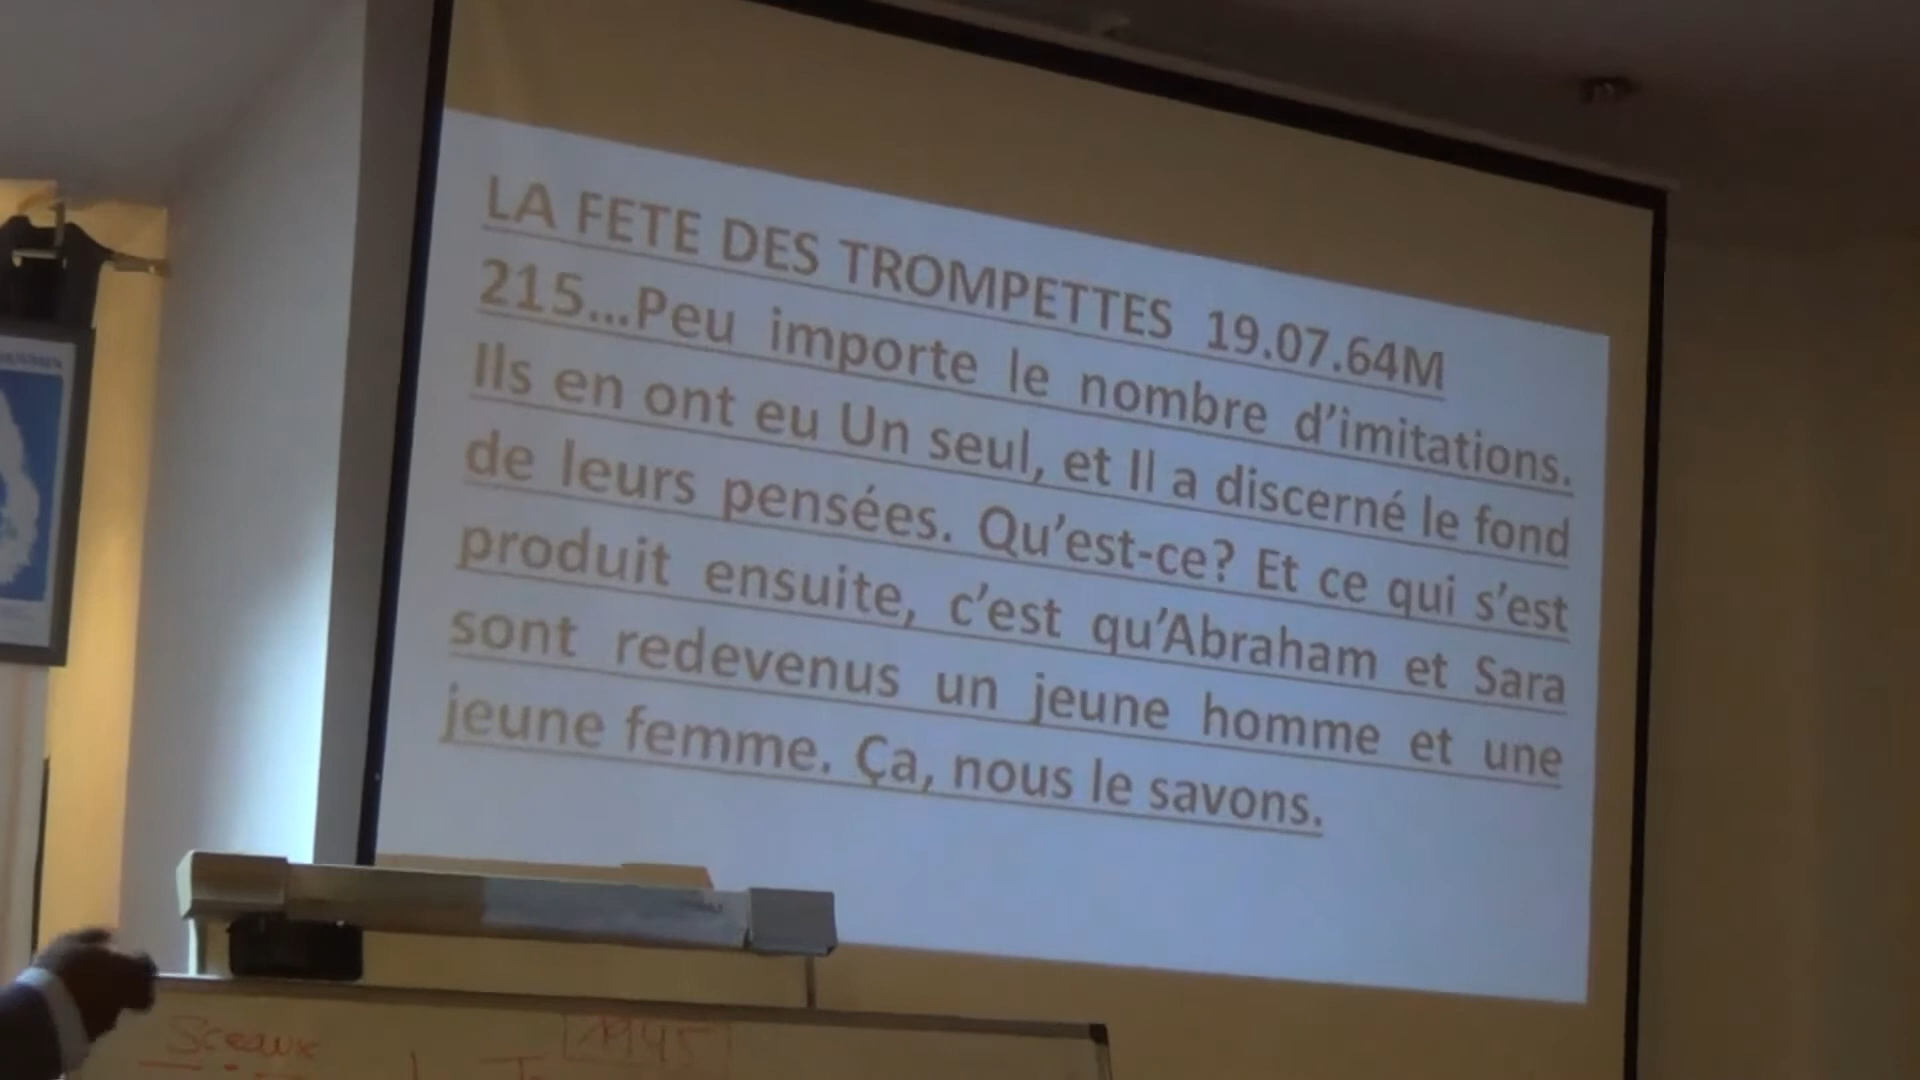 LA FETE DES TROMPETTES 19.07.64M
215...Peu importe le nombre d'imitations.
Ils en ont eu Un seul, et Il a discerné le fond
de leurs pensées. Qu'est-ce? Et ce qui s'est
produit ensuite, c'est qu'Abraham et Sara
sont redevenus un jeune homme et une
jeune femme. Ça, nous le savons.
Sceaux 1945